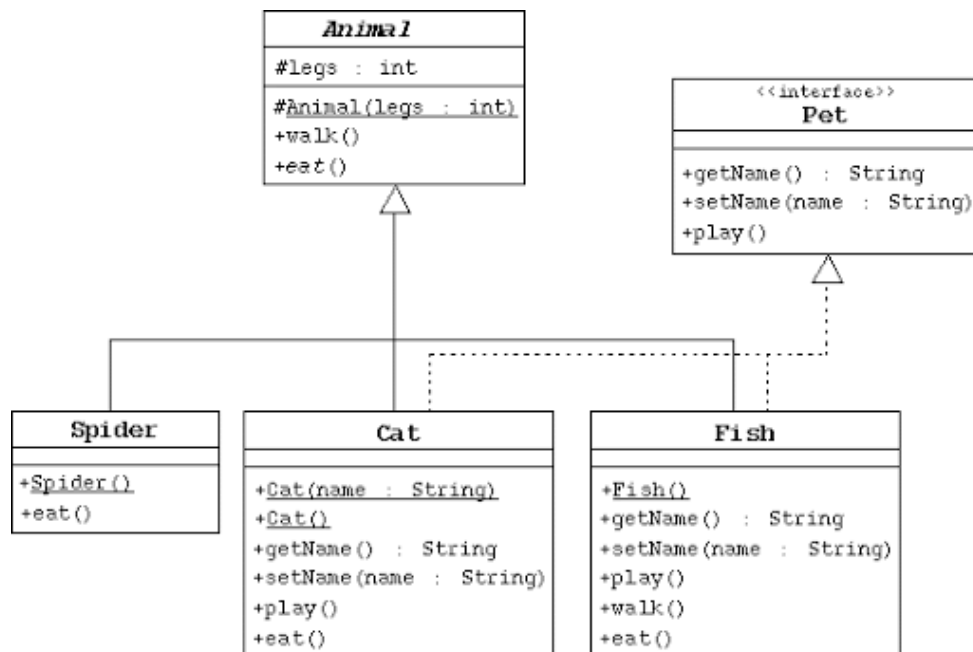 Animal
#legs : int
#Animal(legs : int)
+walk()
+eat()
<<interface>>
Pet
+getName() : String
+setName(name : String)
+play()
Spider
+Spider()
+eat()
Cat
+Cat(name : String)
+Cat()
+getName() : String
+setName(name : String)
+play()
+eat()
Fish
+Fish()
+getName() : String
+setName(name : String)
+play()
+walk()
+eat()